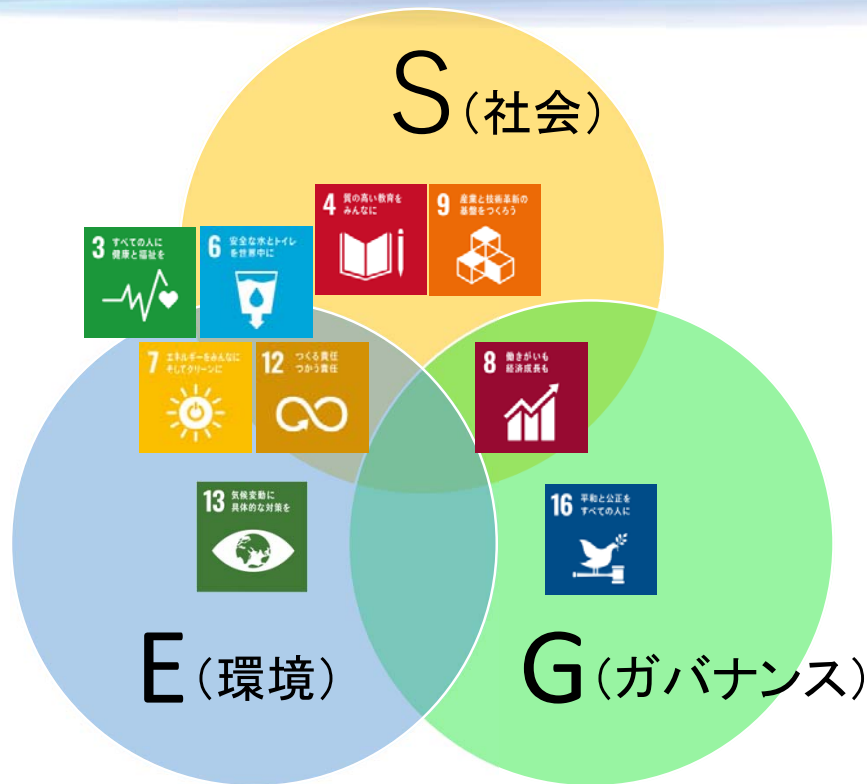 S(社会)
4 質の高い教育を
みんなに
9 産業と技術革新の
基盤をつくろう
3 すべての人に
健康と福祉を
6 安全な水とトイレ
を世界中に
7 エネルギーをみんなに
そしてクリーンに
12 つくる責任
つかう責任
8 働きがいも
経済成長も
13 気候変動に
具体的な対策を
16 平和と公正を
すべての人に
E(環境)
G(ガバナンス)